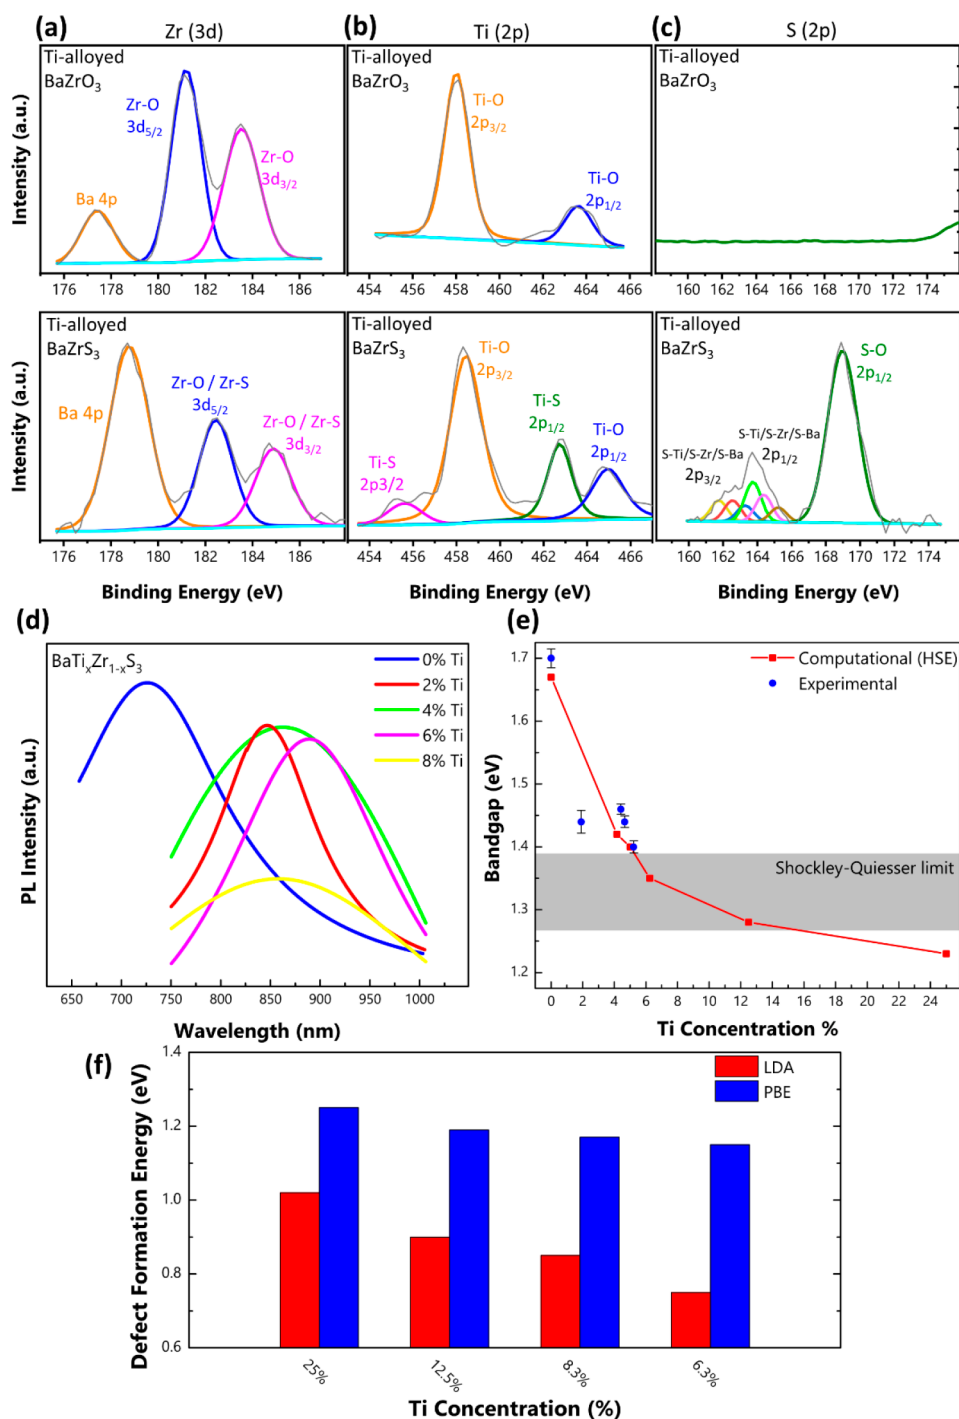 (a) Zr (3d) (b) Ti (2p) (c) S (2p)
Ti-alloyed
BaZrO₃
Zr-O
3d₅/₂
Zr-O
3d₃/₂
Ba 4p
Intensity (a.u.)
176 178 180 182 184 186
Ti-alloyed
BaZrO₃
Ti-O
2p₃/₂
Ti-O
2p₁/₂
454 456 458 460 462 464 466
Ti-alloyed
BaZrO₃
160 162 164 166 168 170 172 174
Ti-alloyed
BaZrS₃
Ba 4p
Zr-O / Zr-S
3d₅/₂
Zr-O / Zr-S
3d₃/₂
Intensity (a.u.)
176 178 180 182 184 186
Binding Energy (eV)
Ti-alloyed
BaZrS₃
Ti-O
2p₃/₂
Ti-S
2p₁/₂
Ti-O
2p₁/₂
Ti-S
2p3/2
454 456 458 460 462 464 466
Binding Energy (eV)
Ti-alloyed
BaZrS₃
S-O
2p₁/₂
S-Ti/S-Zr/S-Ba
2p₁/₂
S-Ti/S-Zr/S-Ba
2p₃/₂
160 162 164 166 168 170 172 174
Binding Energy (eV)
(d)
BaTiₓZr₁₋ₓS₃
0% Ti
2% Ti
4% Ti
6% Ti
8% Ti
PL Intensity (a.u.)
650 700 750 800 850 900 950 1000
Wavelength (nm)
(e)
Computational (HSE)
Experimental
Shockley-Quiesser limit
Bandgap (eV)
1.7
1.6
1.5
1.4
1.3
1.2
0 2 4 6 8 10 12 14 16 18 20 22 24
Ti Concentration %
(f)
LDA
PBE
Defect Formation Energy (eV)
1.4
1.2
1.0
0.8
0.6
25% 12.5% 8.3% 6.3%
Ti Concentration (%)